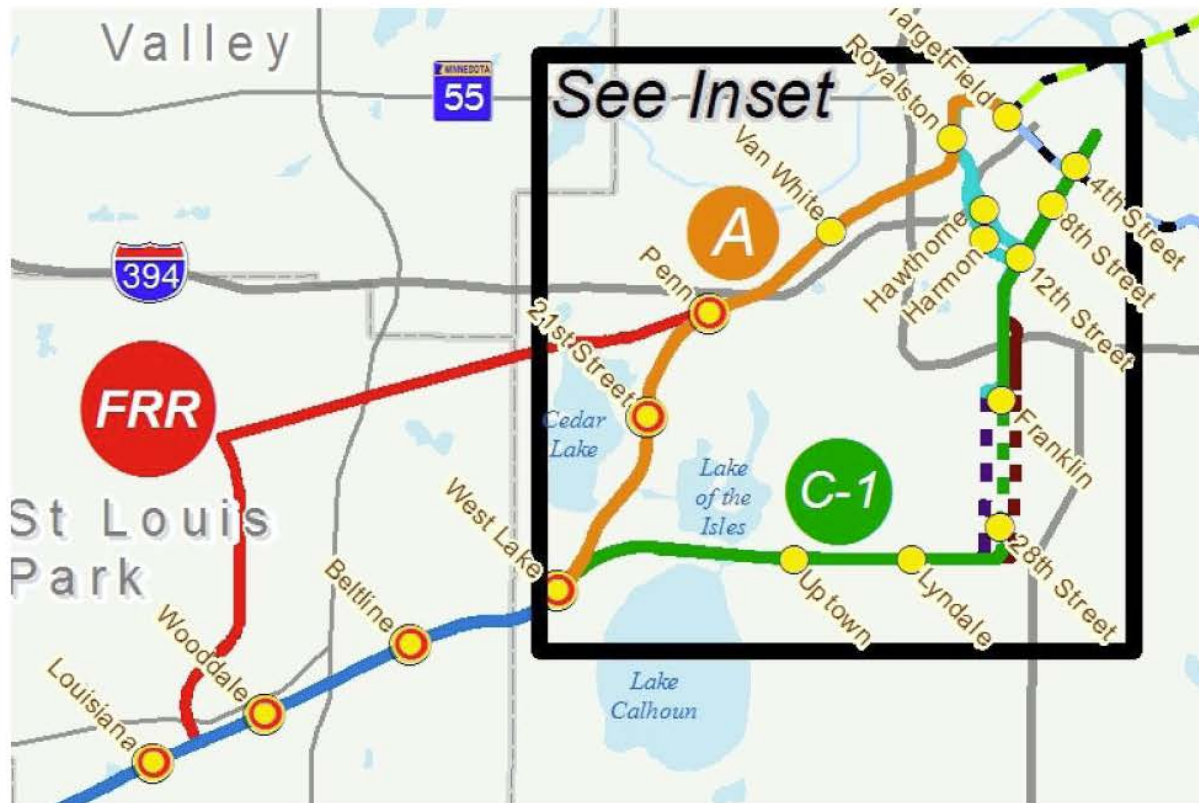 Valley
MINNESOTA
55
See Inset
TargetField
Royalston
Van White
4th Street
8th Street
Hawthorne
Harmon
12th Street
A
394
Penn
21st Street
FRR
Cedar
Lake
Franklin
Lake
of the
Isles
C-1
St Louis
Park
West Lake
28th Street
Beltline
Uptown
Lyndale
Wooddale
Louisiana
Lake
Calhoun